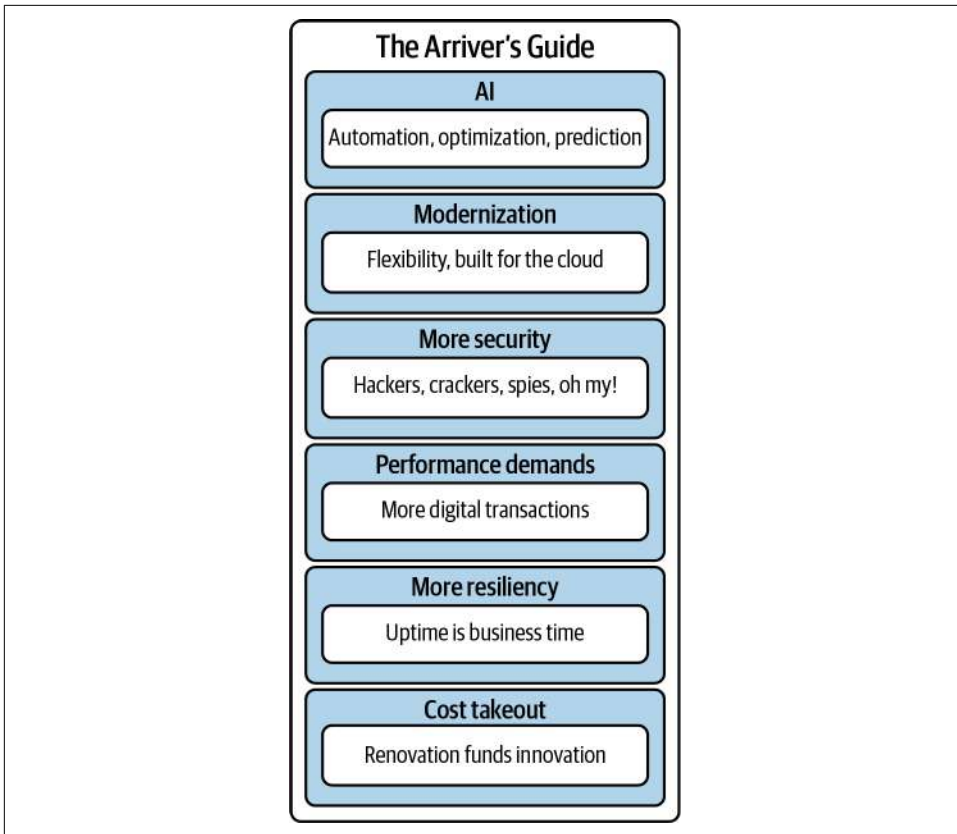 The Arriver’s Guide
AI
Automation, optimization, prediction
Modernization
Flexibility, built for the cloud
More security
Hackers, crackers, spies, oh my!
Performance demands
More digital transactions
More resiliency
Uptime is business time
Cost takeout
Renovation funds innovation